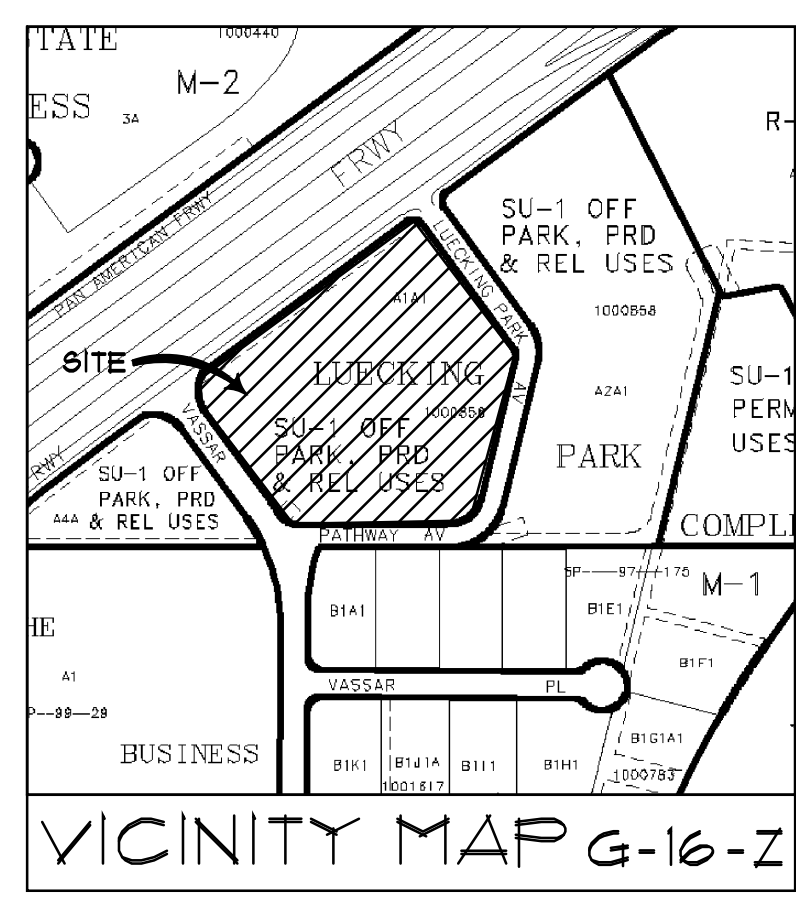 TATE
1000440
M-2
ESS
3A
FRWY
R-
PAN AMERICAN FRWY
SU-1 OFF
PARK, PRD
& REL USES
LUECKING PARK AV
A1A1
1000858
SITE
LUECKING
1000858
A2A1
SU-1
PERM
USES
VASSAR
SU-1 OFF
PARK, PRD
& REL USES
PARK
RWY
SU-1 OFF
PARK, PRD
A4A & REL USES
PATHWAY AV
COMPLE
SP--97--175
M-1
B1A1
B1E1
HE
A1
B1F1
VASSAR PL
P--99--29
BUSINESS
B1G1A1
B1K1
B1J1A
B1I1
B1H1
1001617
1000783
VICINITY MAP G-16-Z